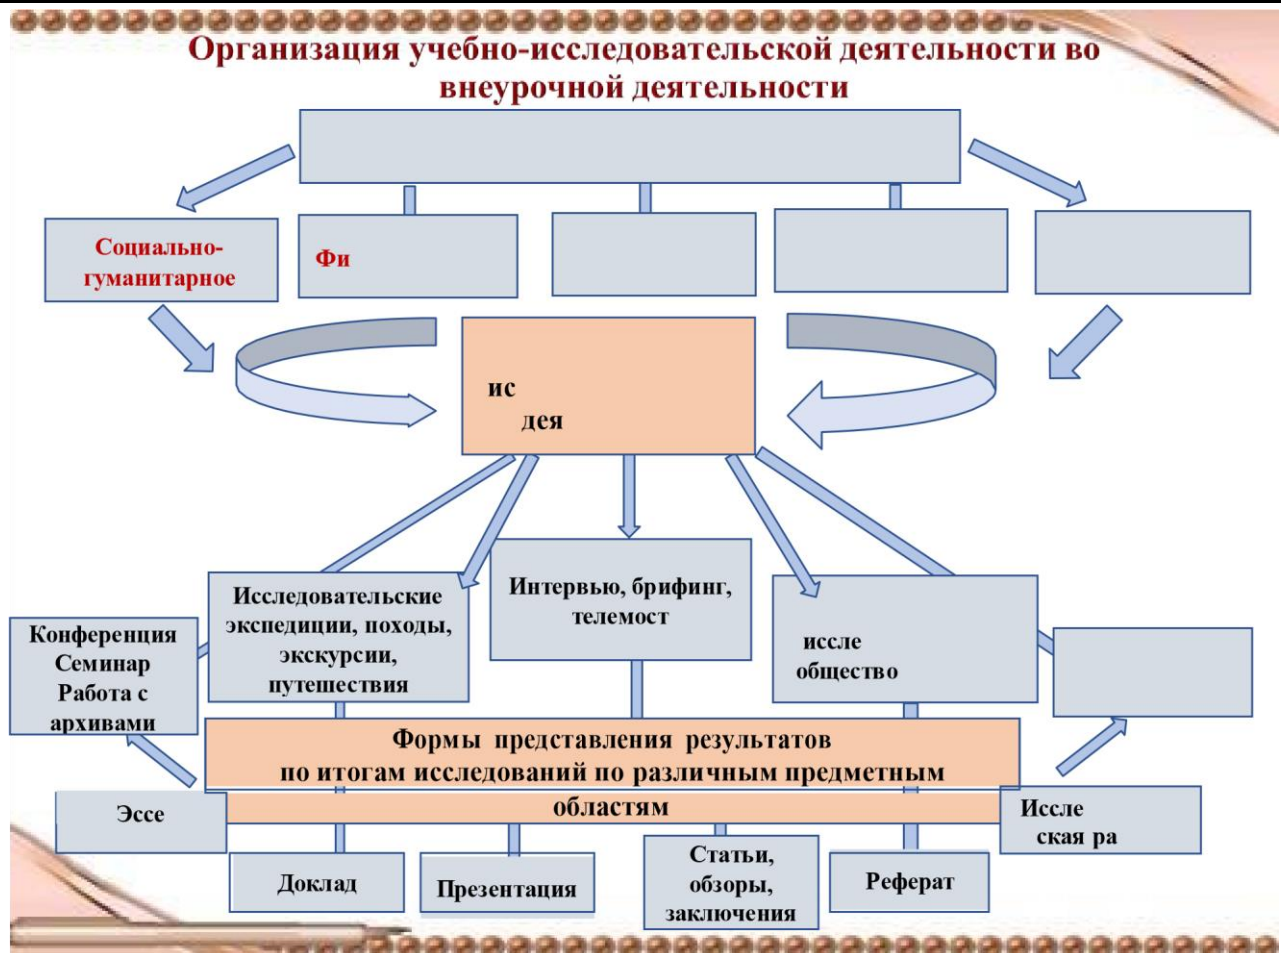 Организация учебно-исследовательской деятельности во
внеурочной деятельности
Социально-
гуманитарное
Фи
ис
дея
Исследовательские
экспедиции, походы,
экскурсии,
путешествия
Интервью, брифинг,
телемост
иссле
общество
Конференция
Семинар
Работа с
архивами
Формы представления результатов
по итогам исследований по различным предметным
областям
Эссе
Доклад
Презентация
Статьи,
обзоры,
заключения
Реферат
Иссле
ская ра